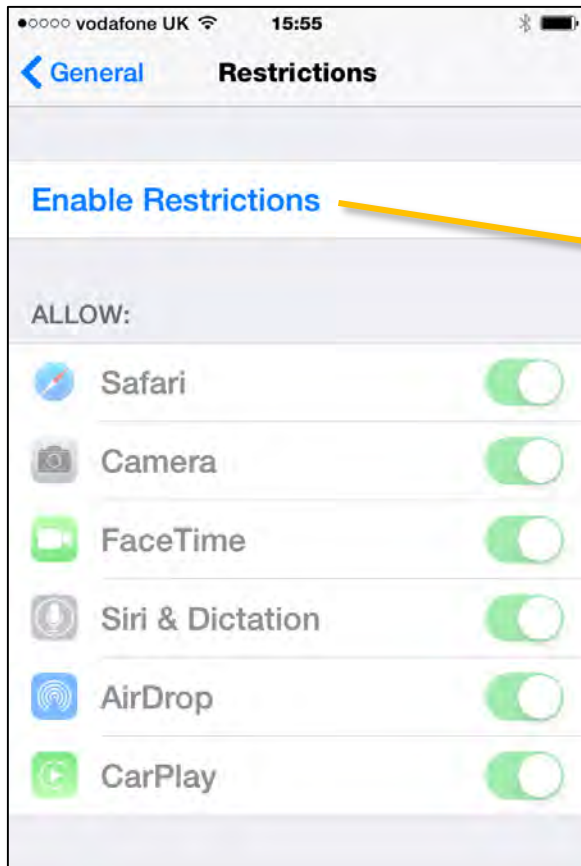 vodafone UK 15:55
General Restrictions
Enable Restrictions
ALLOW:
Safari
Camera
FaceTime
Siri & Dictation
AirDrop
CarPlay